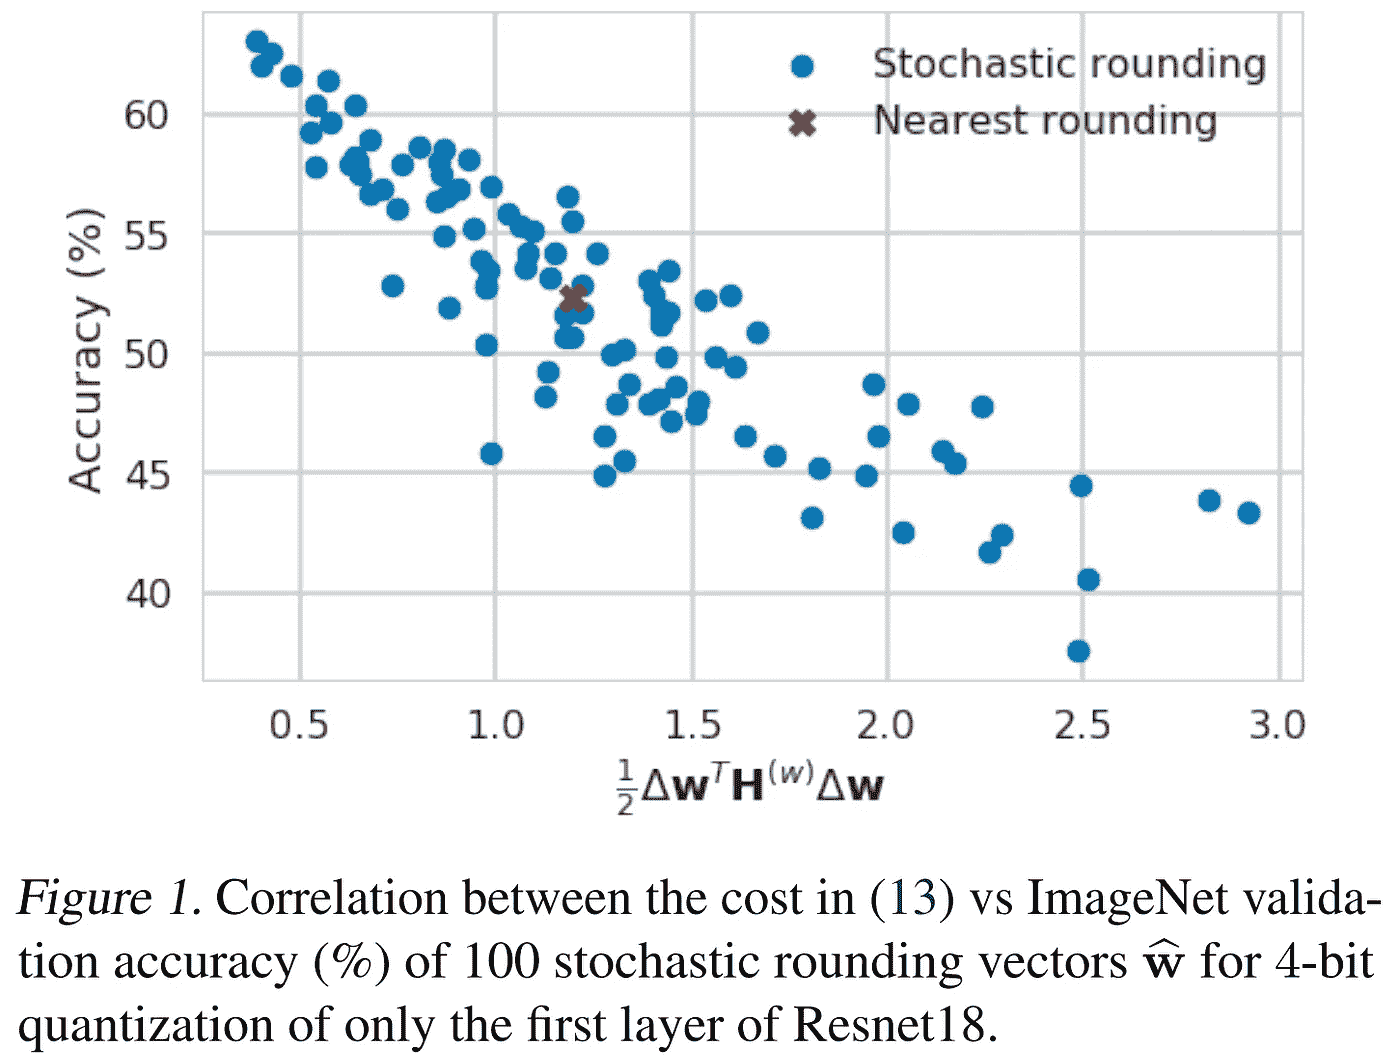 Stochastic rounding
Nearest rounding
Accuracy (%)
60
55
50
45
40
0.5 1.0 1.5 2.0 2.5 3.0
½Δw^T H^(w) Δw
Figure 1. Correlation between the cost in (13) vs ImageNet valida-
tion accuracy (%) of 100 stochastic rounding vectors ŵ for 4-bit
quantization of only the first layer of Resnet18.